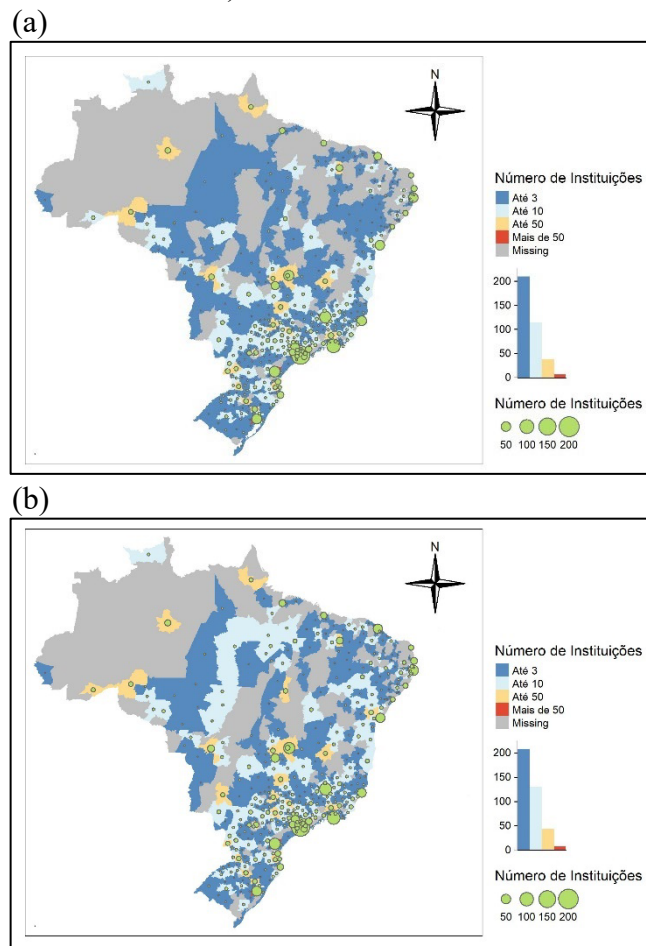 (a)
N
Número de Instituições
Até 3
Até 10
Até 50
Mais de 50
Missing
200
150
100
50
0
Número de Instituições
50 100 150 200
(b)
N
Número de Instituições
Até 3
Até 10
Até 50
Mais de 50
Missing
200
150
100
50
0
Número de Instituições
50 100 150 200